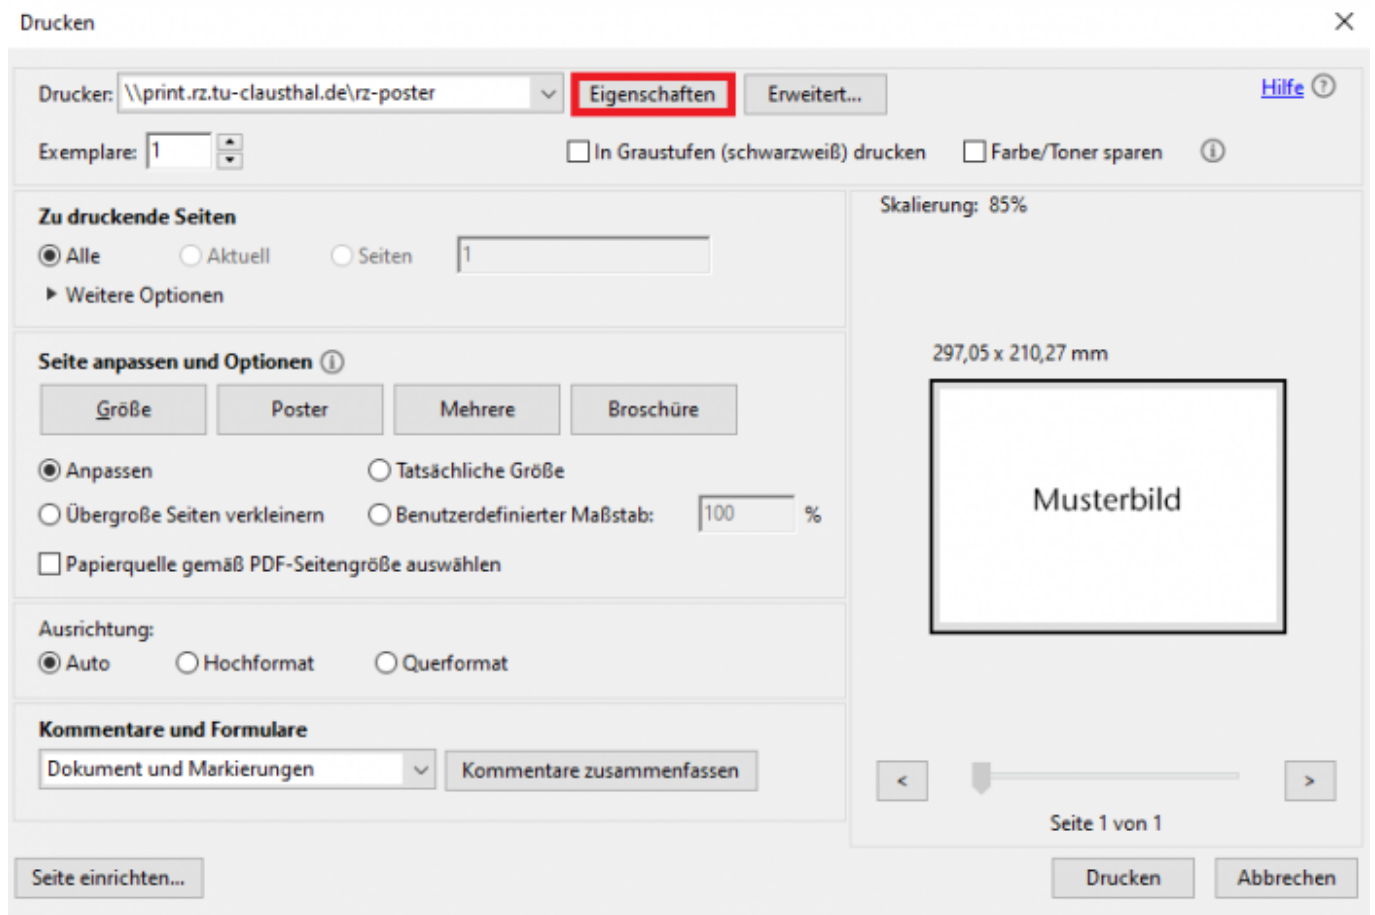 Drucken
Drucker: \\print.rz.tu-clausthal.de\rz-poster Eigenschaften Erweitert... Hilfe ?
Exemplare: 1 In Graustufen (schwarzweiß) drucken Farbe/Toner sparen
Zu druckende Seiten
Alle Aktuell Seiten 1
Weitere Optionen
Seite anpassen und Optionen
Größe Poster Mehrere Broschüre
Anpassen Tatsächliche Größe
Übergroße Seiten verkleinern Benutzerdefinierter Maßstab: 100 %
Papierquelle gemäß PDF-Seitengröße auswählen
Ausrichtung:
Auto Hochformat Querformat
Kommentare und Formulare
Dokument und Markierungen Kommentare zusammenfassen
Skalierung: 85%
297,05 x 210,27 mm
Musterbild
< >
Seite 1 von 1
Seite einrichten... Drucken Abbrechen